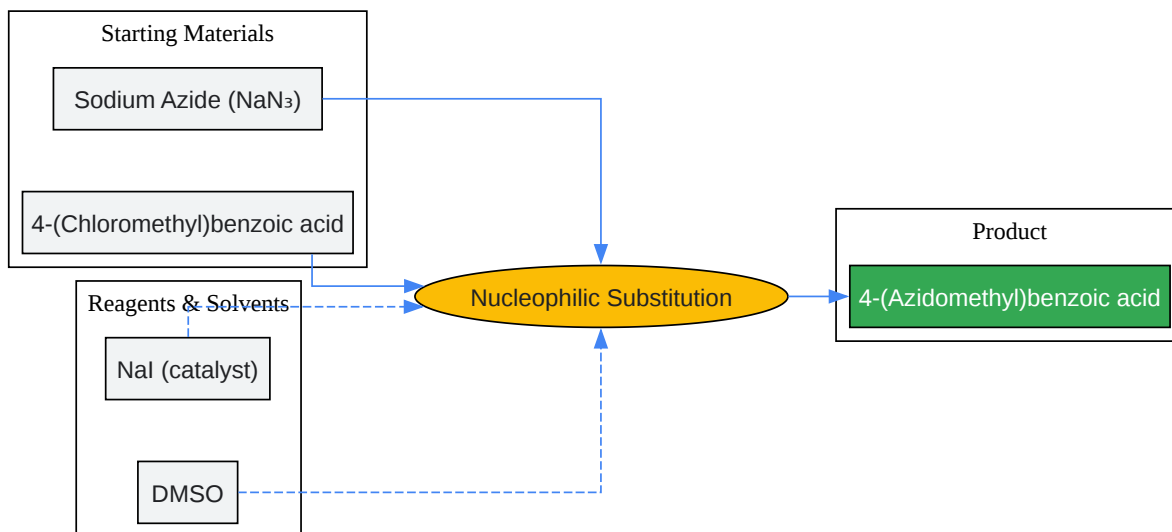 Starting Materials
Sodium Azide (NaN₃)
4-(Chloromethyl)benzoic acid
Reagents & Solvents
NaI (catalyst)
DMSO
Nucleophilic Substitution
Product
4-(Azidomethyl)benzoic acid